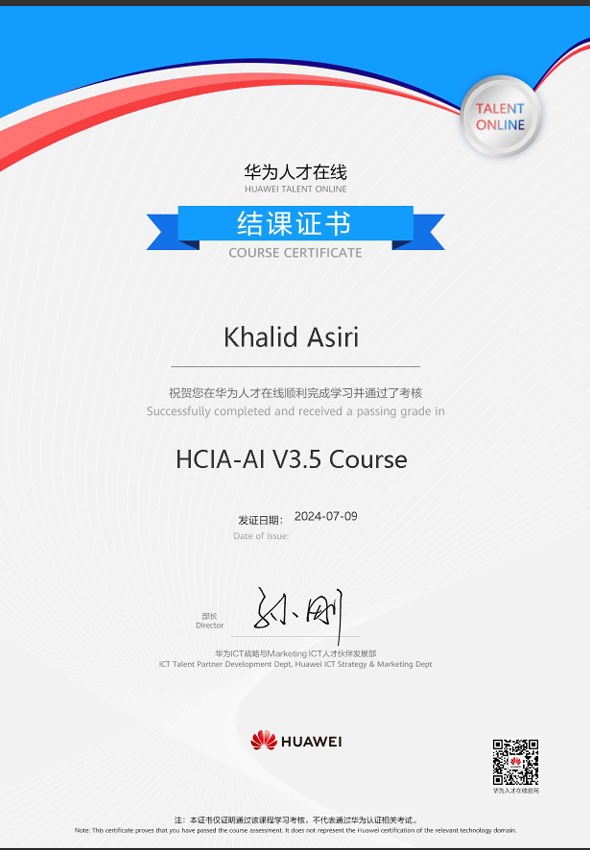 TALENT
ONLINE
华为人才在线
HUAWEI TALENT ONLINE
结课证书
COURSE CERTIFICATE
Khalid Asiri
祝贺您在华为人才在线顺利完成学习并通过了考核
Successfully completed and received a passing grade in
HCIA-AI V3.5 Course
发证日期: 2024-07-09
Date of issue:
孙刚
部长
Director
华为ICT战略与Marketing ICT人才伙伴发展部
ICT Talent Partner Development Dept, Huawei ICT Strategy & Marketing Dept
HUAWEI
华为人才在线官网
注：本证书仅证明通过该课程学习考核，不代表通过华为认证相关考试。
Note: This certificate proves that you have passed the course assessment. It does not represent the Huawei certification of the relevant technology domain.